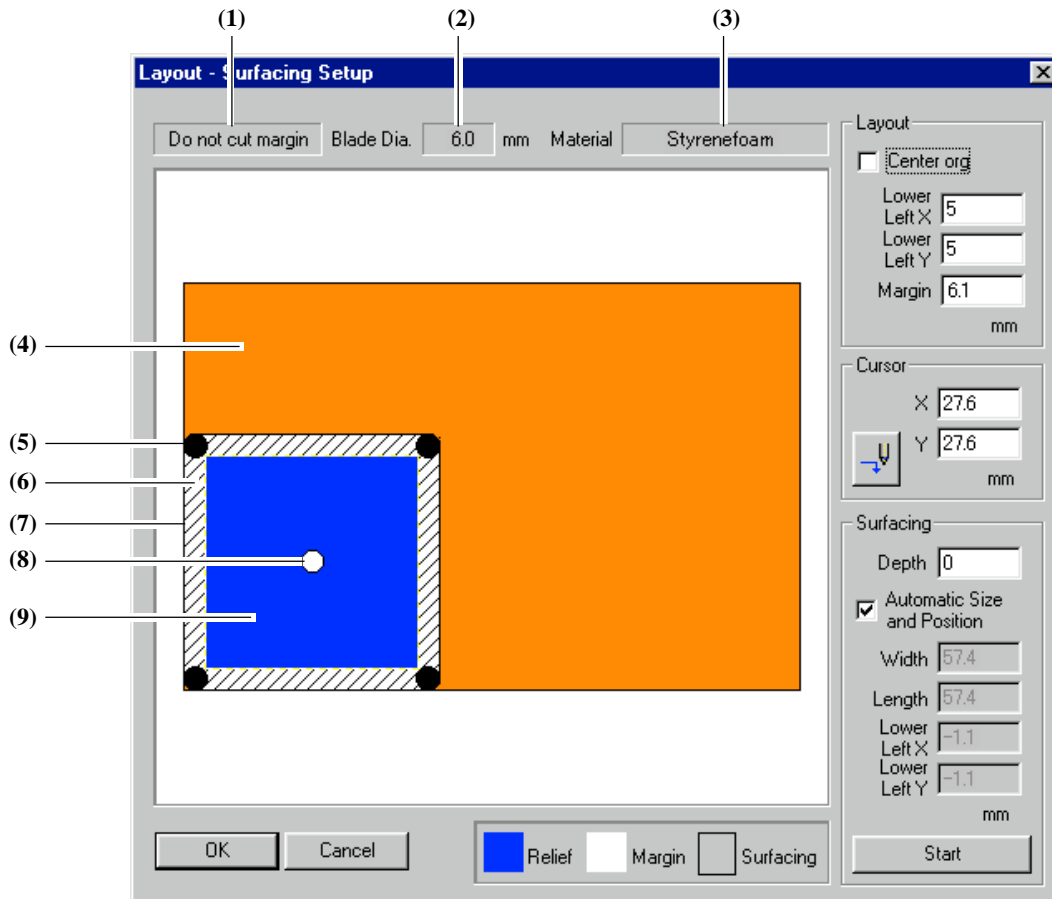 (1) (2) (3)
Layout - Surfacing Setup
Do not cut margin Blade Dia. 6.0 mm Material Styrenefoam
Layout
Center org
Lower Left X 5
Lower Left Y 5
Margin 6.1
mm
(4)
Cursor
X 27.6
Y 27.6
mm
(5)
(6)
(7)
(8)
(9)
Surfacing
Depth 0
Automatic Size
and Position
Width 57.4
Length 57.4
Lower Left X -1.1
Lower Left Y -1.1
mm
Start
OK Cancel Relief Margin Surfacing